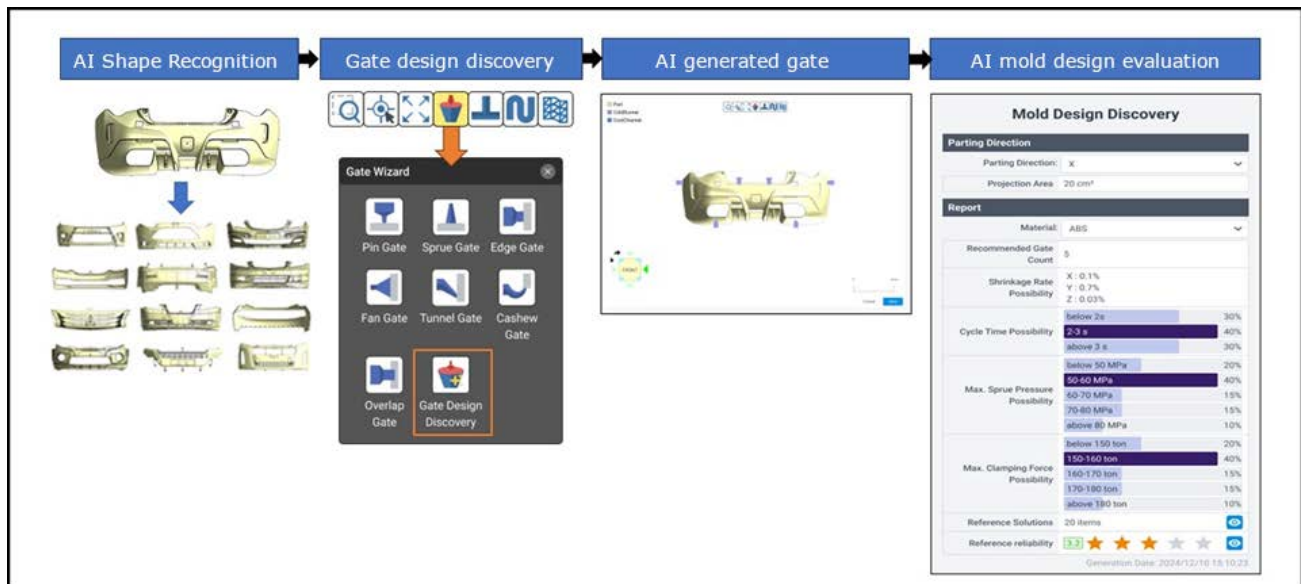 AI Shape Recognition
Gate design discovery
AI generated gate
AI mold design evaluation
Gate Wizard
Pin Gate
Sprue Gate
Edge Gate
Fan Gate
Tunnel Gate
Cashew
Gate
Overlap
Gate
Gate Design
Discovery
Part
ColdRunner
FRONT
Mold Design Discovery
Parting Direction
Parting Direction: X
Projection Area 20 cm²
Report
Material: ABS
Recommended Gate
Count
5
Shrinkage Rate
Possibility
X : 0.1%
Y : 0.7%
Z : 0.03%
Cycle Time Possibility
below 2s 30%
2-3 s 40%
above 3 s 30%
Max. Sprue Pressure
Possibility
below 50 MPa 20%
50-60 MPa 40%
60-70 MPa 15%
70-80 MPa 15%
above 80 MPa 10%
Max. Clamping Force
Possibility
below 150 ton 20%
150-160 ton 40%
160-170 ton 15%
170-180 ton 15%
above 180 ton 10%
Reference Solutions 20 items
Reference reliability 3.2
Generation Date: 2024/12/16 15:10:23